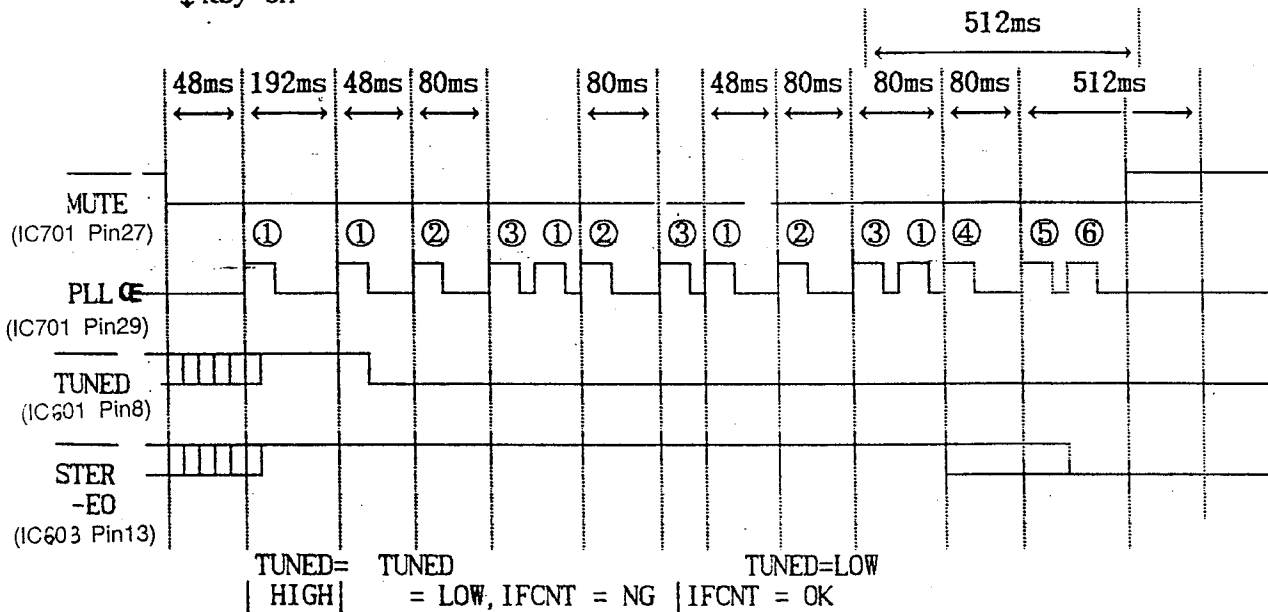 Key on
512ms
48ms 192ms 48ms 80ms 80ms 48ms 80ms 80ms 80ms 512ms
MUTE
(IC701 Pin27)
① ① ② ③ ① ② ③ ① ② ③ ① ④ ⑤ ⑥
PLL CE
(IC701 Pin29)
TUNED
(IC601 Pin8)
STER
-EO
(IC603 Pin13)
TUNED= TUNED TUNED=LOW
HIGH = LOW, IFCNT = NG IFCNT = OK